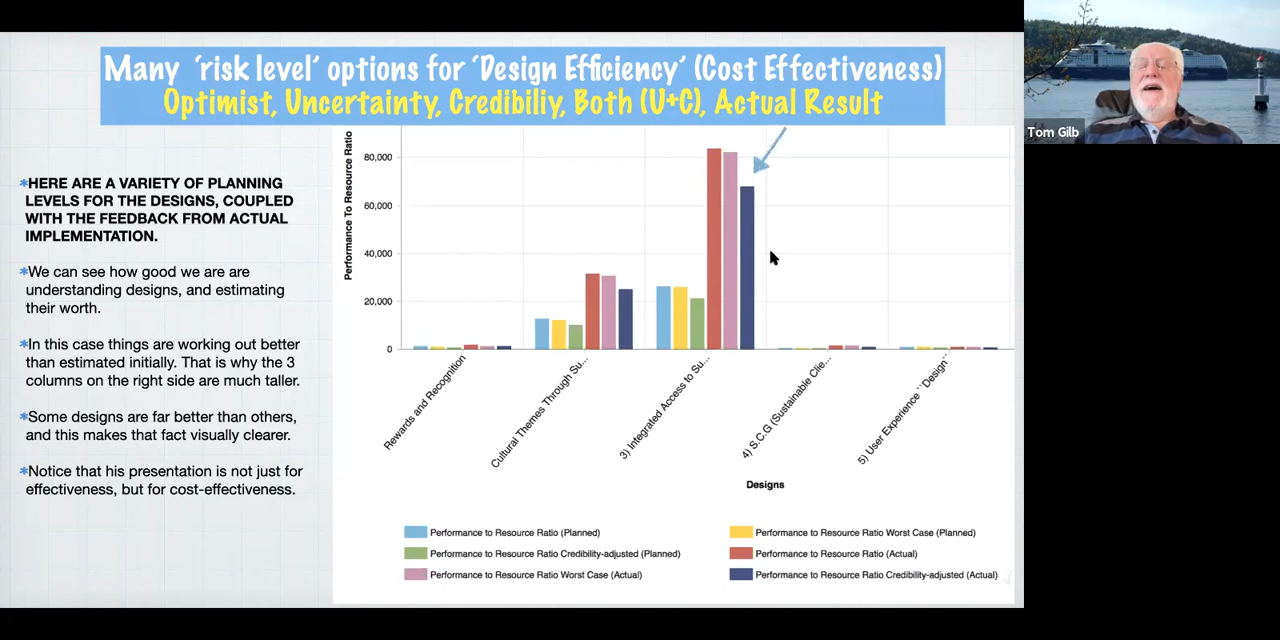 Many 'risk level' options for 'Design Efficiency' (Cost Effectiveness)
Optimist, Uncertainty, Credibiliy, Both (U+C), Actual Result
Tom Gilb
*HERE ARE A VARIETY OF PLANNING
LEVELS FOR THE DESIGNS, COUPLED
WITH THE FEEDBACK FROM ACTUAL
IMPLEMENTATION.
*We can see how good we are are
understanding designs, and estimating
their worth.
*In this case things are working out better
than estimated initially. That is why the 3
columns on the right side are much taller.
*Some designs are far better than others,
and this makes that fact visually clearer.
*Notice that his presentation is not just for
effectiveness, but for cost-effectiveness.
Performance To Resource Ratio
80,000
60,000
40,000
20,000
0
Rewards and Recognition
Cultural Themes Through Su...
3) Integrated Access to Su...
4) S.C.G (Sustainable Clie...
5) User Experience ``Design``
Designs
Performance to Resource Ratio (Planned)
Performance to Resource Ratio Worst Case (Planned)
Performance to Resource Ratio Credibility-adjusted (Planned)
Performance to Resource Ratio (Actual)
Performance to Resource Ratio Worst Case (Actual)
Performance to Resource Ratio Credibility-adjusted (Actual)